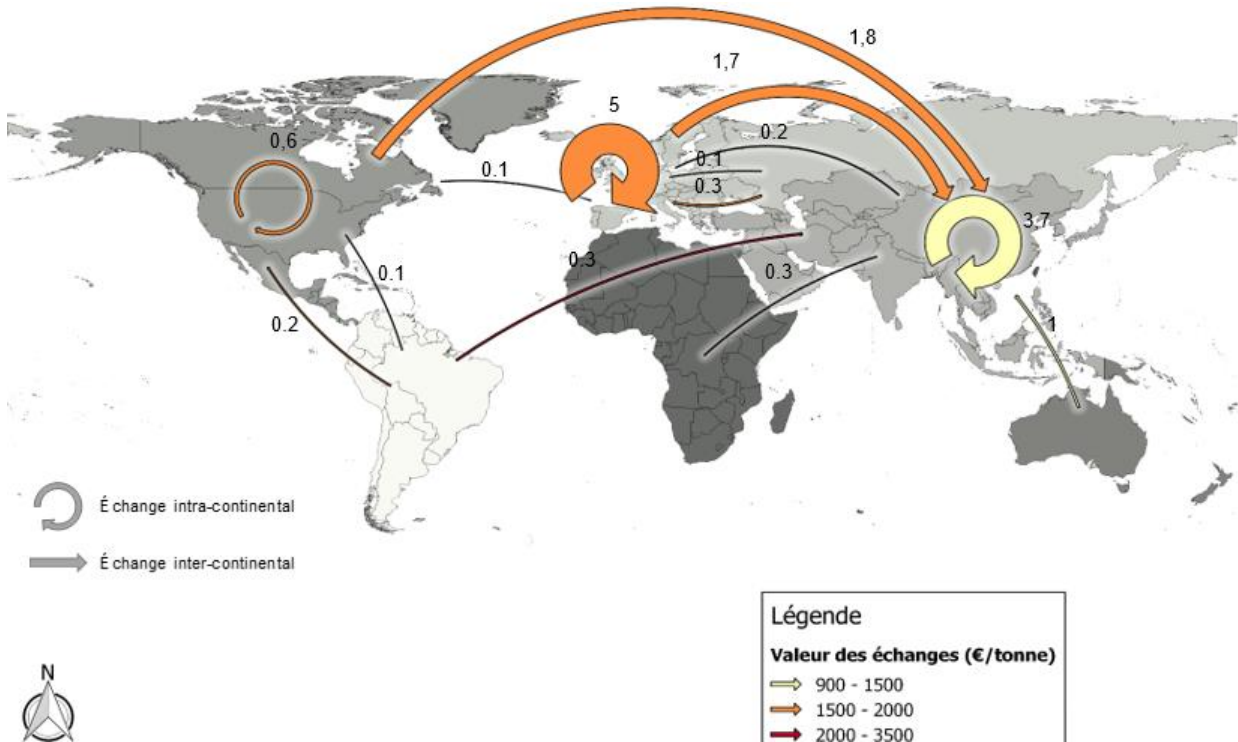 1,8
1,7
5
0.2
0,6
0.1
0.1
0.3
3,7
0.3
0.3
0.1
0.2
1
É change intra-continental
É change inter-continental
Légende
Valeur des échanges (€/tonne)
900 - 1500
1500 - 2000
2000 - 3500
N